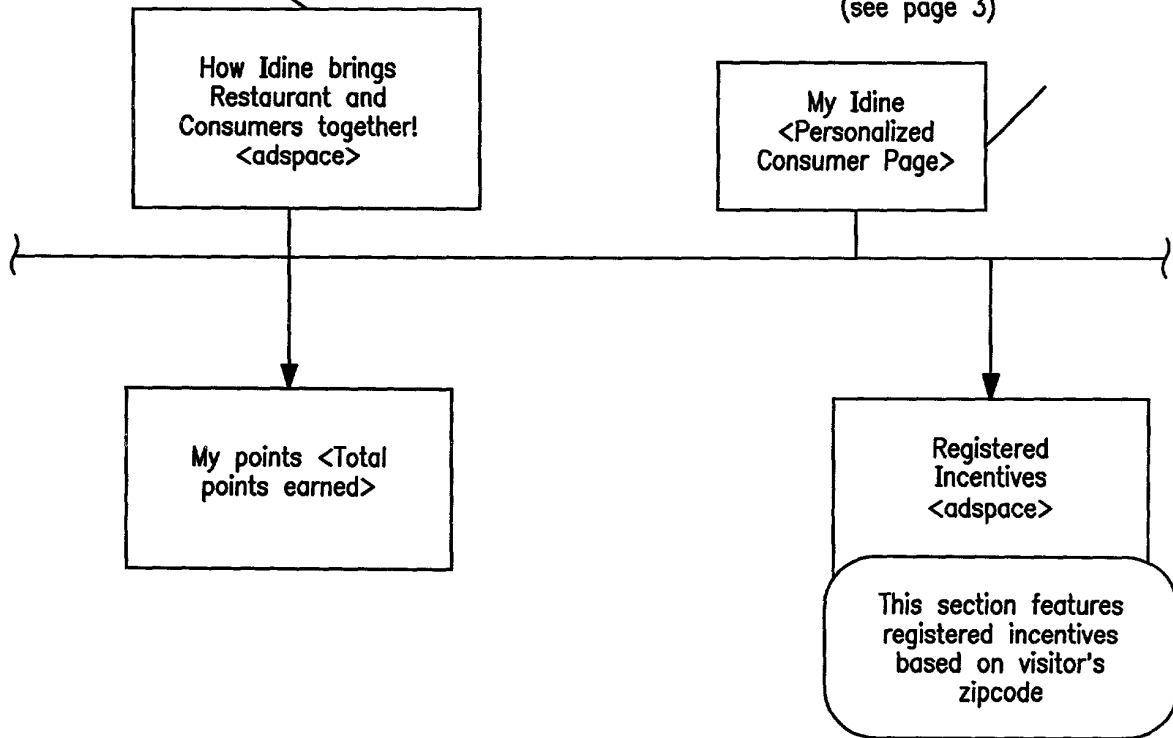 (see page 3)
How Idine brings
Restaurant and
Consumers together!
<adspace>
My Idine
<Personalized
Consumer Page>
My points <Total
points earned>
Registered
Incentives
<adspace>
This section features
registered incentives
based on visitor's
zipcode